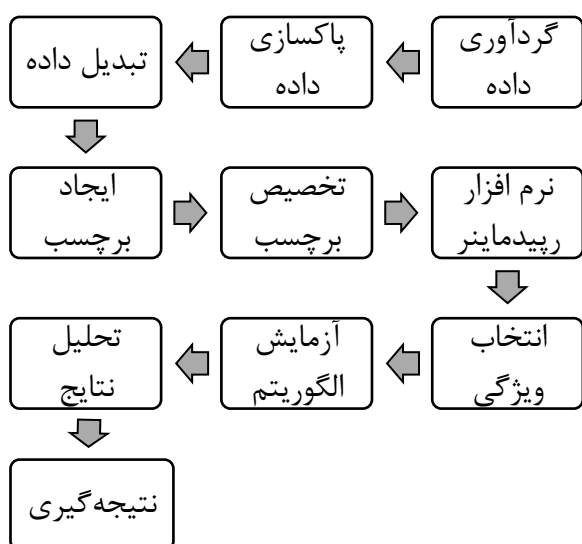 گردآوری
داده
پاکسازی
داده
تبدیل داده
ایجاد
برچسب
تخصیص
برچسب
نرم افزار
رپیدماینر
انتخاب
ویژگی
آزمایش
الگوریتم
تحلیل
نتایج
نتیجه‌گیری